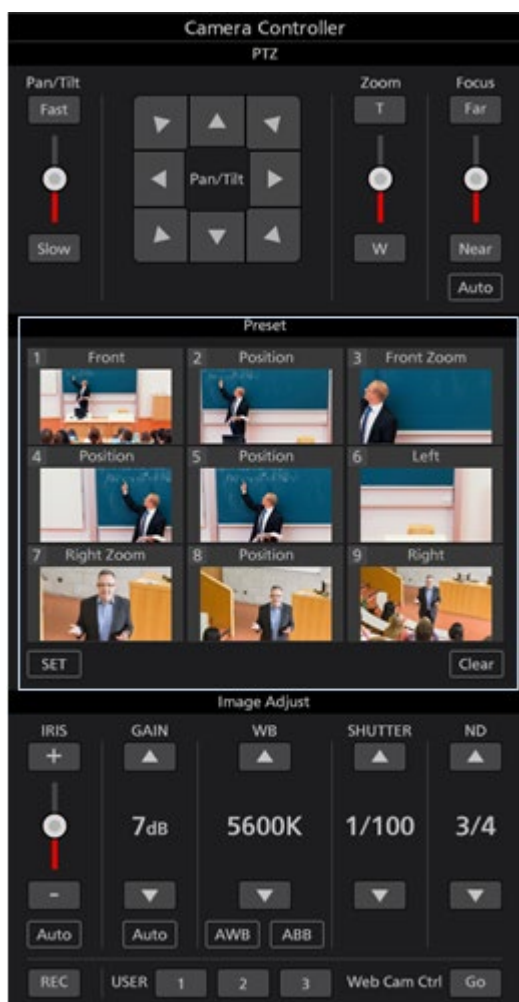 Camera Controller
PTZ
Pan/Tilt Zoom Focus
Fast T Far
Pan/Tilt
Slow W Near
Auto
Preset
1 Front 2 Position 3 Front Zoom
4 Position 5 Position 6 Left
7 Right Zoom 8 Position 9 Right
SET Clear
Image Adjust
IRIS GAIN WB SHUTTER ND
+
7dB 5600K 1/100 3/4
-
Auto Auto AWB ABB
REC USER 1 2 3 Web Cam Ctrl Go